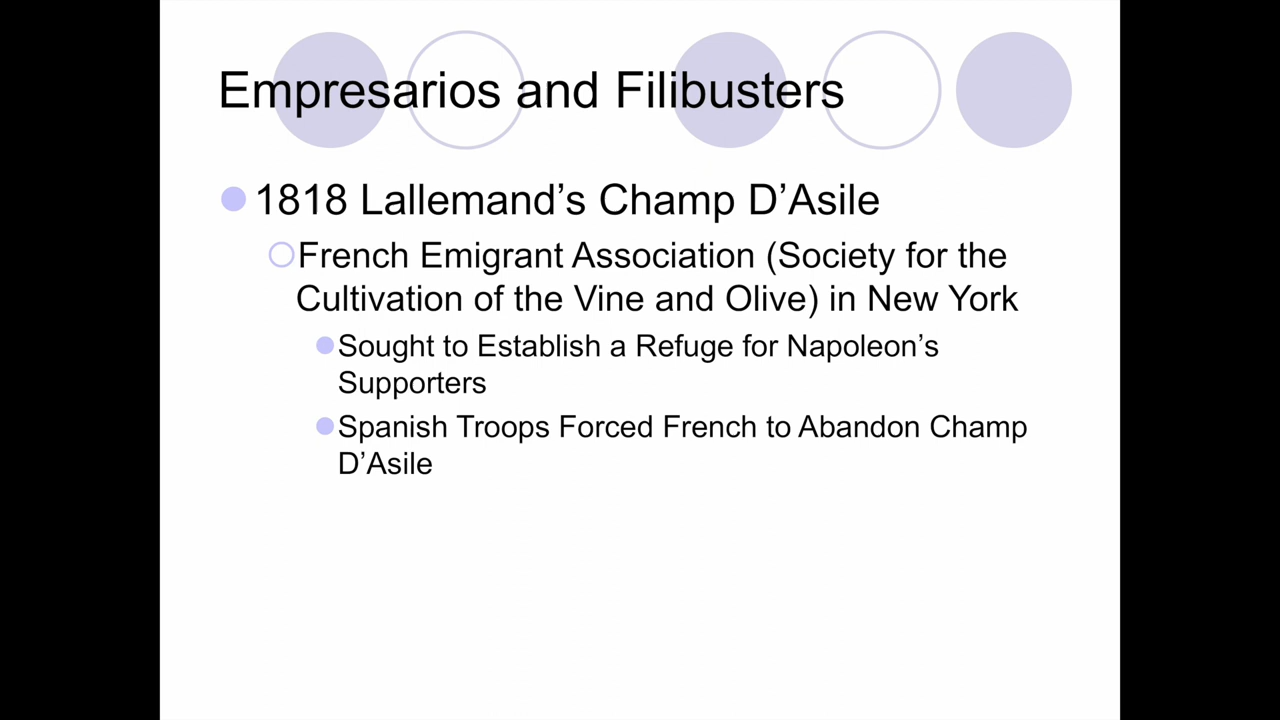 Empresarios and Filibusters
1818 Lallemand’s Champ D’Asile
French Emigrant Association (Society for the
Cultivation of the Vine and Olive) in New York
Sought to Establish a Refuge for Napoleon’s
Supporters
Spanish Troops Forced French to Abandon Champ
D’Asile